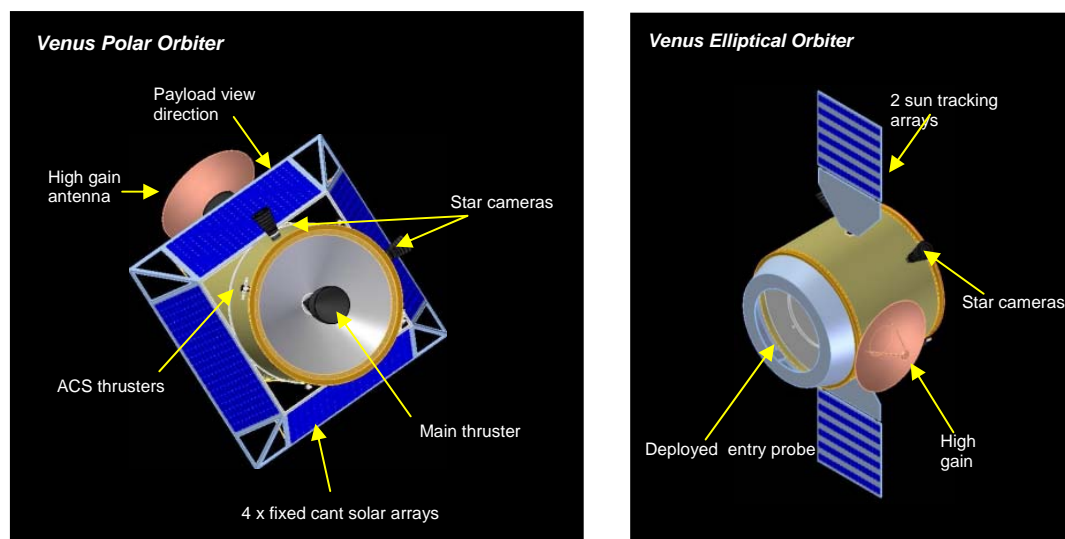 Venus Polar Orbiter
Payload view
direction
High gain
antenna
Star cameras
ACS thrusters
Main thruster
4 x fixed cant solar arrays
Venus Elliptical Orbiter
2 sun tracking
arrays
Star cameras
Deployed entry probe
High
gain